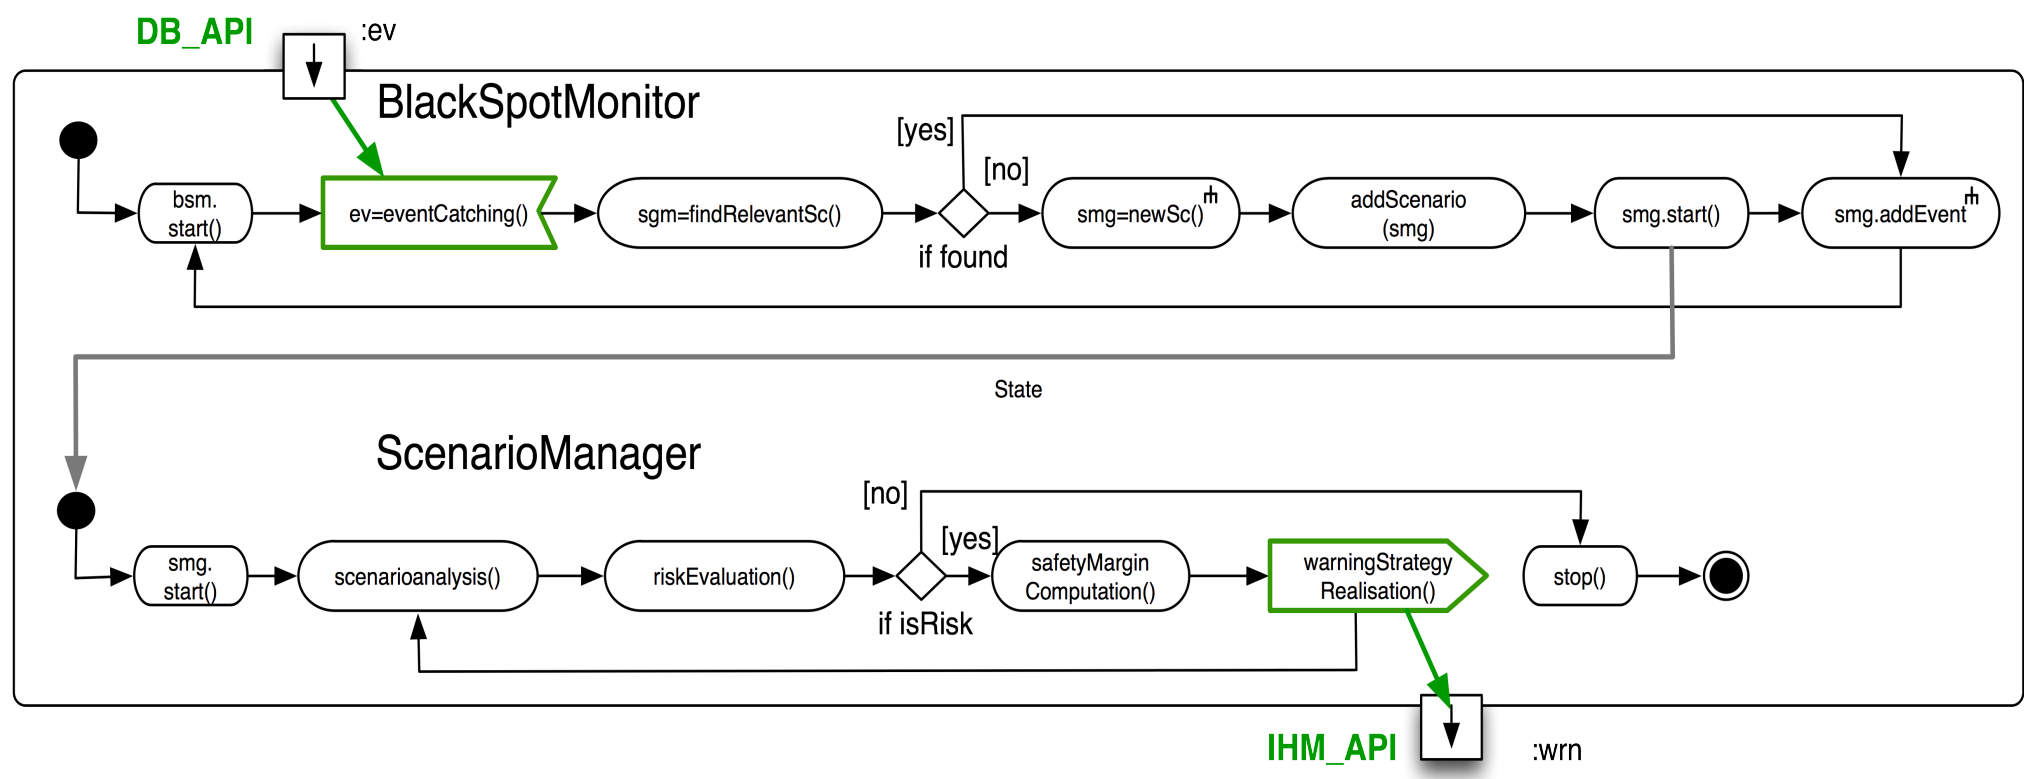 DB_API
:ev
BlackSpotMonitor
bsm.
start()
ev=eventCatching()
sgm=findRelevantSc()
[yes]
[no]
if found
smg=newSc()
addScenario
(smg)
smg.start()
smg.addEvent
State
ScenarioManager
smg.
start()
scenarioanalysis()
riskEvaluation()
[no]
[yes]
if isRisk
safetyMargin
Computation()
warningStrategy
Realisation()
stop()
IHM_API
:wrn